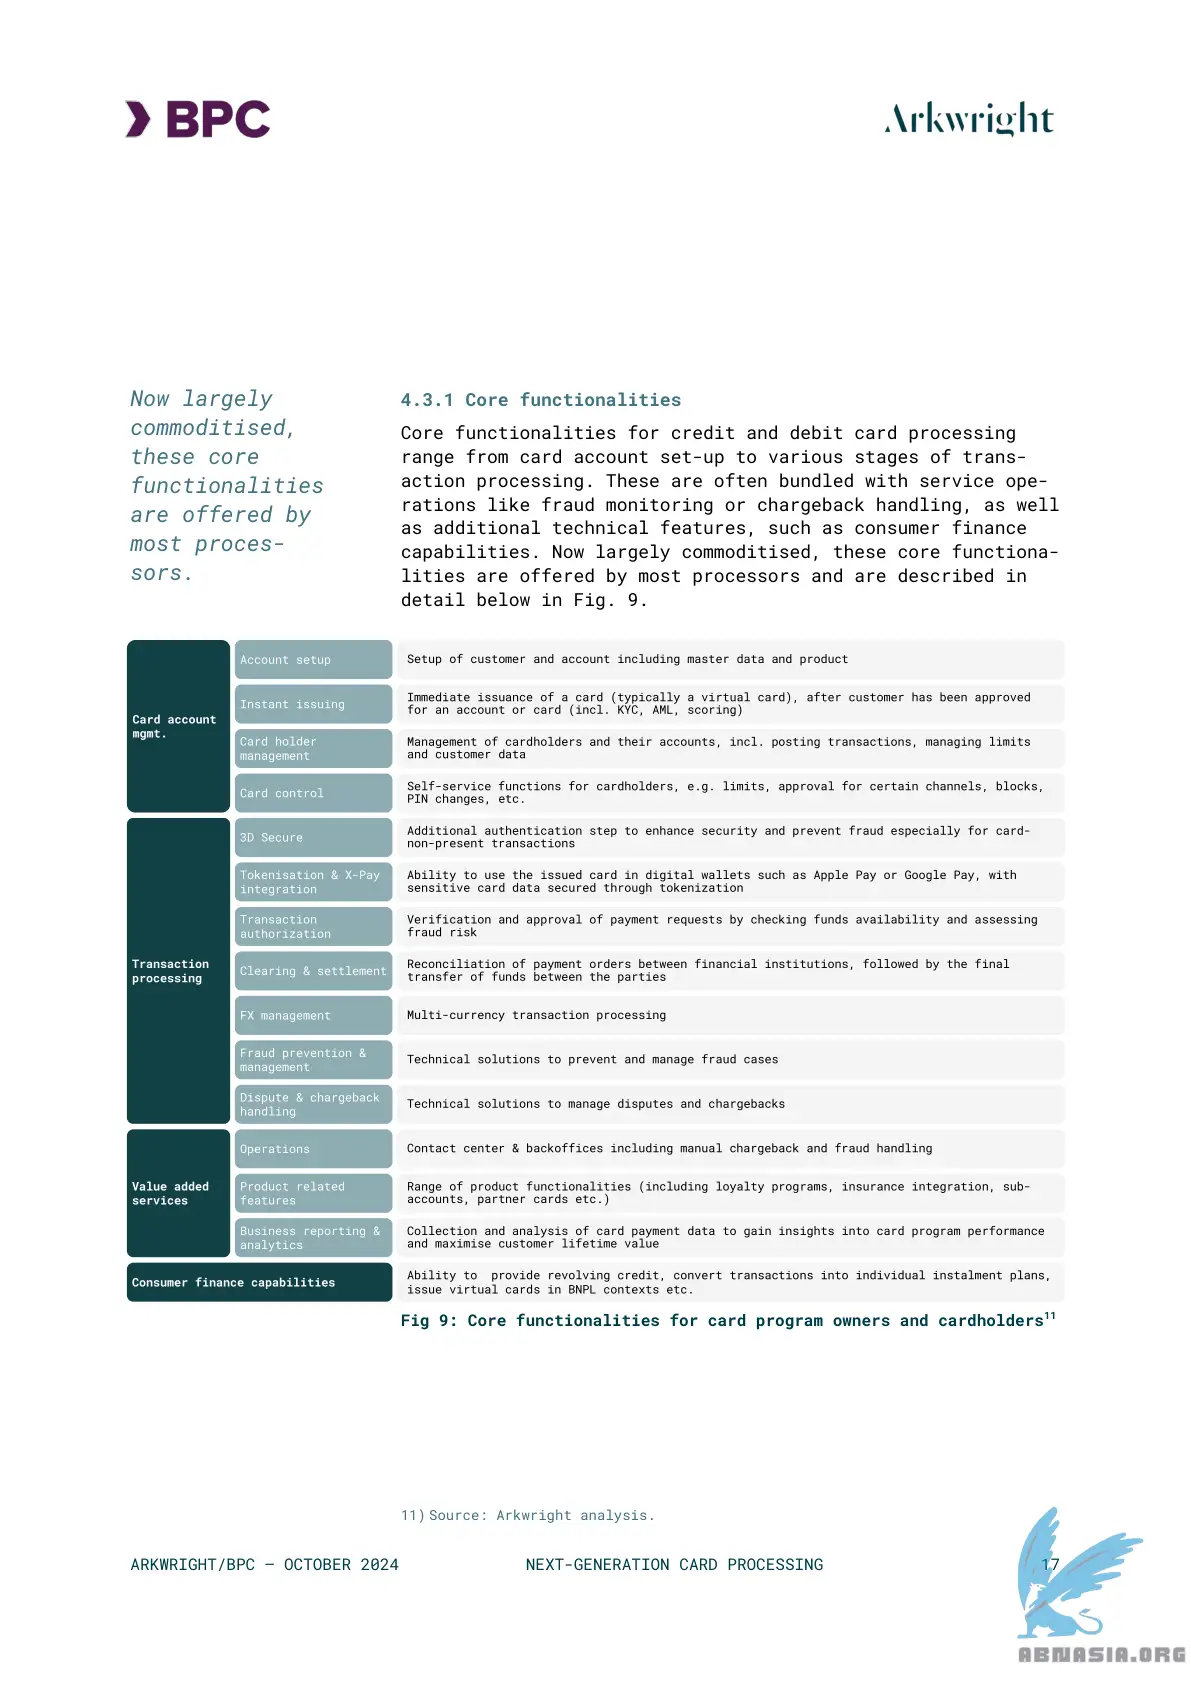 BPC
Arkwright
Now largely
commoditised,
these core
functionalities
are offered by
most proces-
sors.
4.3.1 Core functionalities
Core functionalities for credit and debit card processing
range from card account set-up to various stages of trans-
action processing. These are often bundled with service ope-
rations like fraud monitoring or chargeback handling, as well
as additional technical features, such as consumer finance
capabilities. Now largely commoditised, these core functiona-
lities are offered by most processors and are described in
detail below in Fig. 9.
Card account
mgmt.
Account setup
Setup of customer and account including master data and product
Instant issuing
Immediate issuance of a card (typically a virtual card), after customer has been approved
for an account or card (incl. KYC, AML, scoring)
Card holder
management
Management of cardholders and their accounts, incl. posting transactions, managing limits
and customer data
Card control
Self-service functions for cardholders, e.g. limits, approval for certain channels, blocks,
PIN changes, etc.
Transaction
processing
3D Secure
Additional authentication step to enhance security and prevent fraud especially for card-
non-present transactions
Tokenisation & X-Pay
integration
Ability to use the issued card in digital wallets such as Apple Pay or Google Pay, with
sensitive card data secured through tokenization
Transaction
authorization
Verification and approval of payment requests by checking funds availability and assessing
fraud risk
Clearing & settlement
Reconciliation of payment orders between financial institutions, followed by the final
transfer of funds between the parties
FX management
Multi-currency transaction processing
Fraud prevention &
management
Technical solutions to prevent and manage fraud cases
Dispute & chargeback
handling
Technical solutions to manage disputes and chargebacks
Value added
services
Operations
Contact center & backoffices including manual chargeback and fraud handling
Product related
features
Range of product functionalities (including loyalty programs, insurance integration, sub-
accounts, partner cards etc.)
Business reporting &
analytics
Collection and analysis of card payment data to gain insights into card program performance
and maximise customer lifetime value
Consumer finance capabilities
Ability to  provide revolving credit, convert transactions into individual instalment plans,
issue virtual cards in BNPL contexts etc.
Fig 9: Core functionalities for card program owners and cardholders11
11) Source: Arkwright analysis.
ARKWRIGHT/BPC – OCTOBER 2024
NEXT-GENERATION CARD PROCESSING
17
ABNASIA.ORG